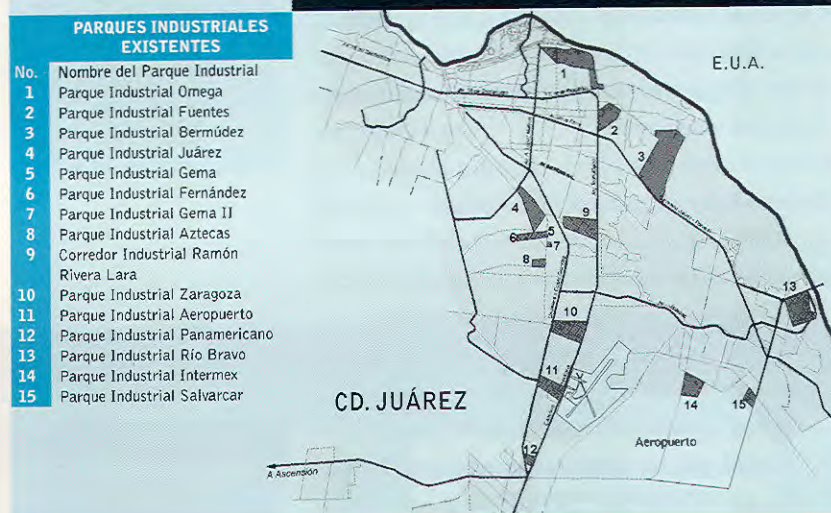 PARQUES INDUSTRIALES
EXISTENTES
No. Nombre del Parque Industrial
1 Parque Industrial Omega
2 Parque Industrial Fuentes
3 Parque Industrial Bermúdez
4 Parque Industrial Juárez
5 Parque Industrial Gema
6 Parque Industrial Fernández
7 Parque Industrial Gema II
8 Parque Industrial Aztecas
9 Corredor Industrial Ramón
Rivera Lara
10 Parque Industrial Zaragoza
11 Parque Industrial Aeropuerto
12 Parque Industrial Panamericano
13 Parque Industrial Río Bravo
14 Parque Industrial Intermex
15 Parque Industrial Salvarcar
E.U.A.
1
2
3
4
9
5
6
7
8
13
10
11
14
15
CD. JUÁREZ
Aeropuerto
12
A Ascensión